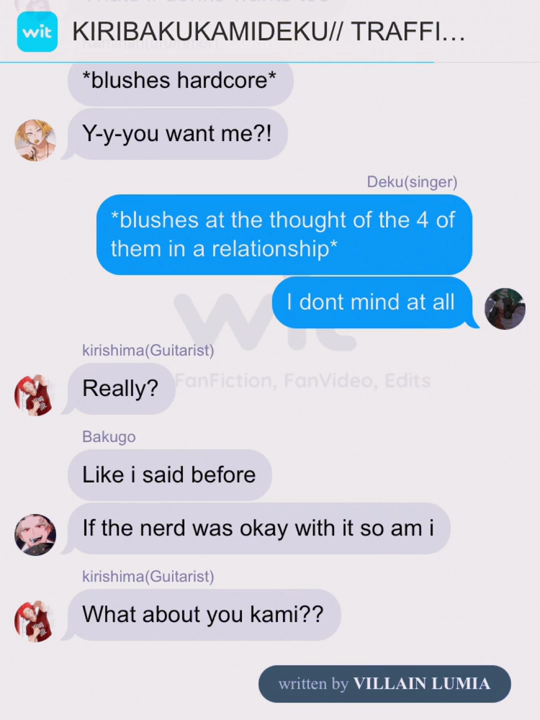 wit
KIRIBAKUKAMIDEKU// TRAFFI...
*blushes hardcore*
Y-y-you want me?!
Deku(singer)
*blushes at the thought of the 4 of
them in a relationship*
I dont mind at all
wit
kirishima(Guitarist)
Really?
FanFiction, FanVideo, Edits
Bakugo
Like i said before
If the nerd was okay with it so am i
kirishima(Guitarist)
What about you kami??
written by VILLAIN LUMIA